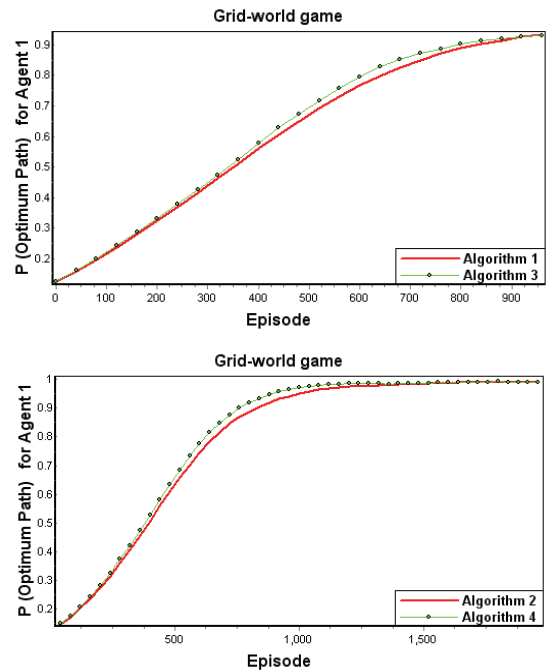 Grid-world game
P (Optimum Path) for Agent 1
0.9
0.8
0.7
0.6
0.5
0.4
0.3
0.2
Algorithm 1
Algorithm 3
0 100 200 300 400 500 600 700 800 900
Episode
Grid-world game
P (Optimum Path) for Agent 1
1
0.9
0.8
0.7
0.6
0.5
0.4
0.3
0.2
Algorithm 2
Algorithm 4
500 1,000 1,500
Episode